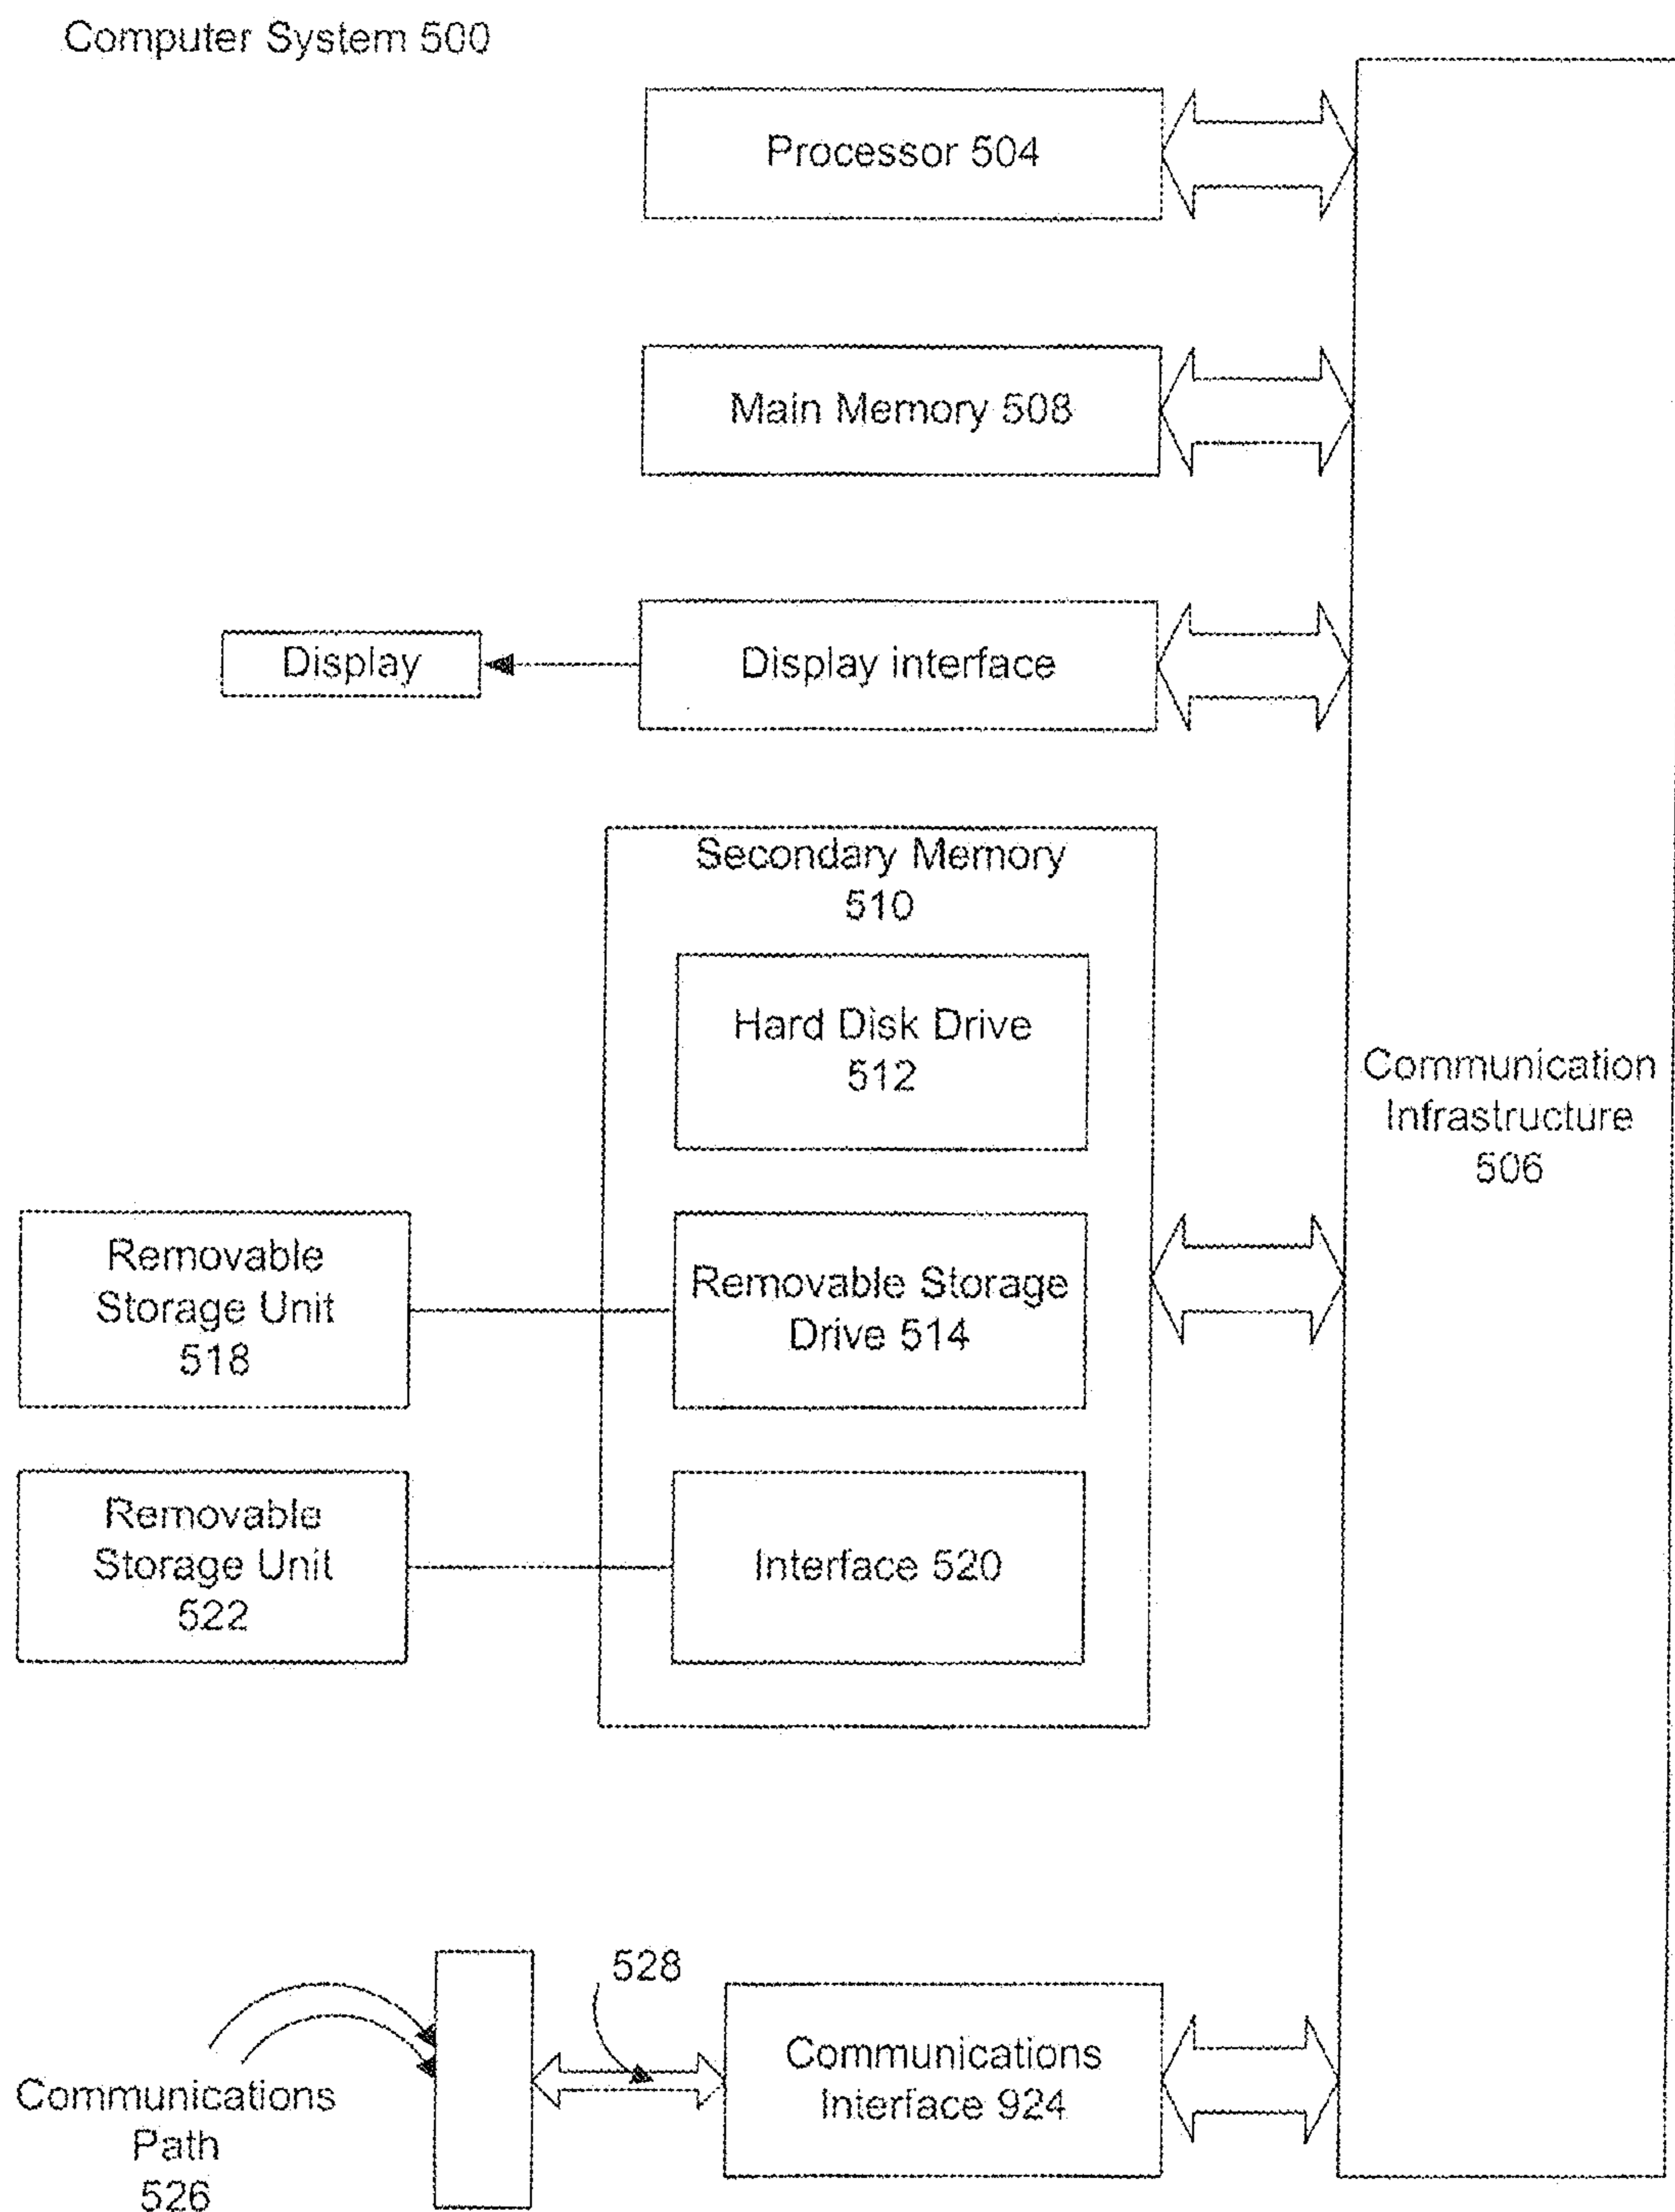 Computer System 500
Processor 504
Main Memory 508
Display
Display interface
Secondary Memory
510
Hard Disk Drive
512
Communication
Infrastructure
506
Removable
Storage Unit
518
Removable Storage
Drive 514
Removable
Storage Unit
522
Interface 520
528
Communications
Interface 924
Communications
Path
526